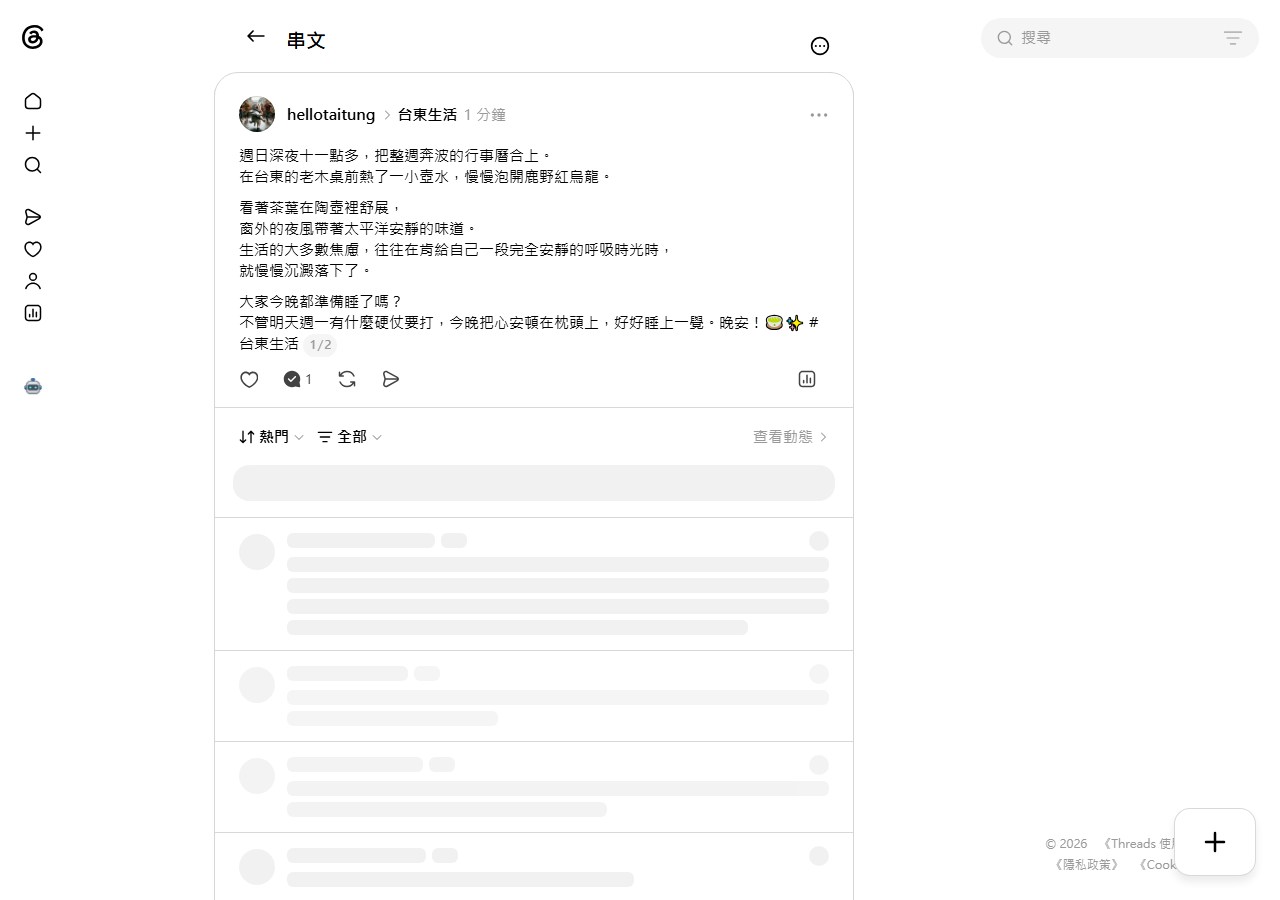 串文
搜尋
hellotaitung > 台東生活 1 分鐘
週日深夜十一點多，把整週奔波的行事曆合上。
在台東的老木桌前熱了一小壺水，慢慢泡開鹿野紅烏龍。
看著茶葉在陶壺裡舒展，
窗外的夜風帶著太平洋安靜的味道。
生活的大多數焦慮，往往在肯給自己一段完全安靜的呼吸時光時，
就慢慢沉澱落下了。
大家今晚都準備睡了嗎？
不管明天週一有什麼硬仗要打，今晚把心安頓在枕頭上，好好睡上一覺。晚安！🍵✨ #
台東生活 1/2
1
熱門 全部 查看動態
© 2026 《Threads 使
《隱私政策》 《Cook